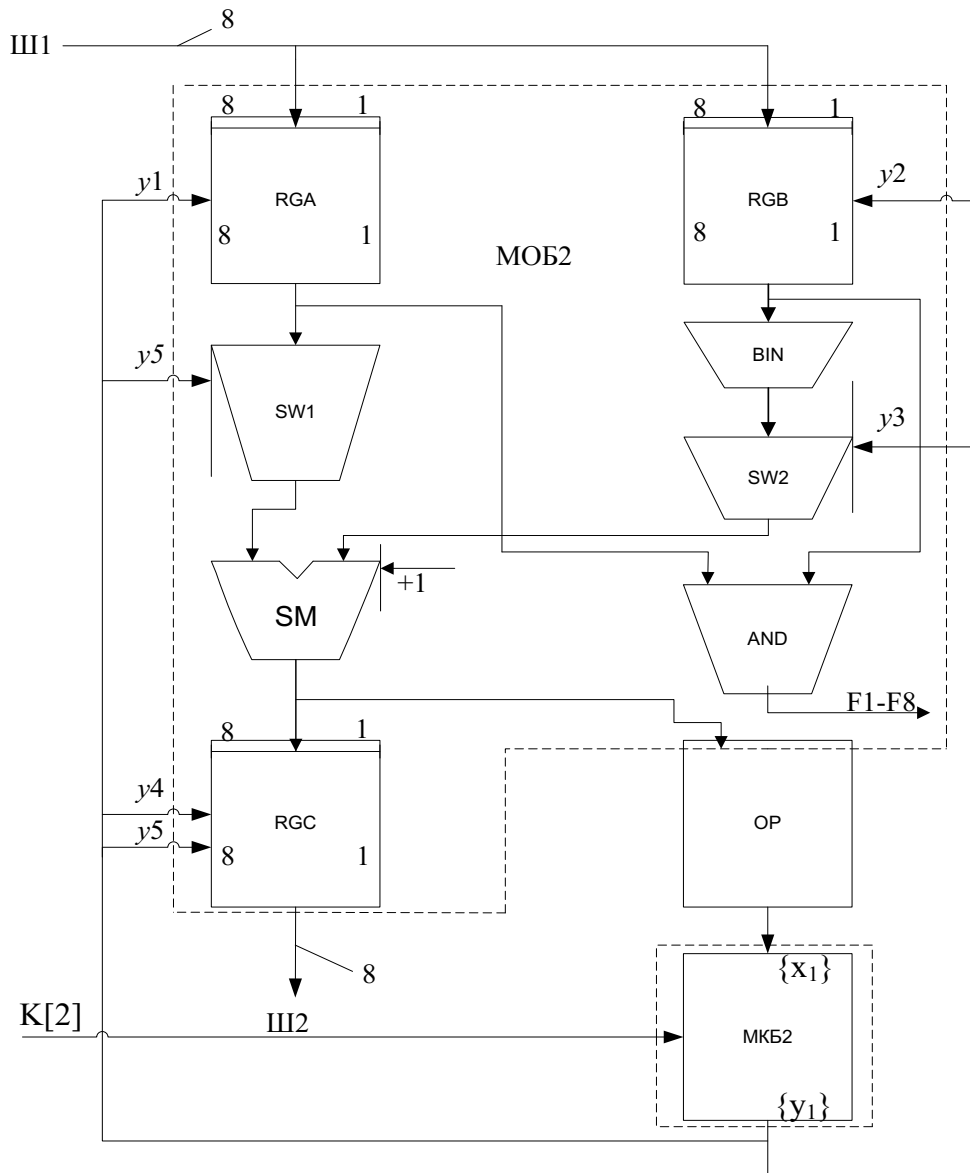 8
Ш1
8 1
8 1
RGA
RGB
y1
y2
8 1
8 1
МОБ2
BIN
y5
y3
SW1
SW2
+1
SM
AND
F1-F8
8 1
y4
RGC
OP
y5
8 1
8
{x1}
K[2]
Ш2
МКБ2
{y1}